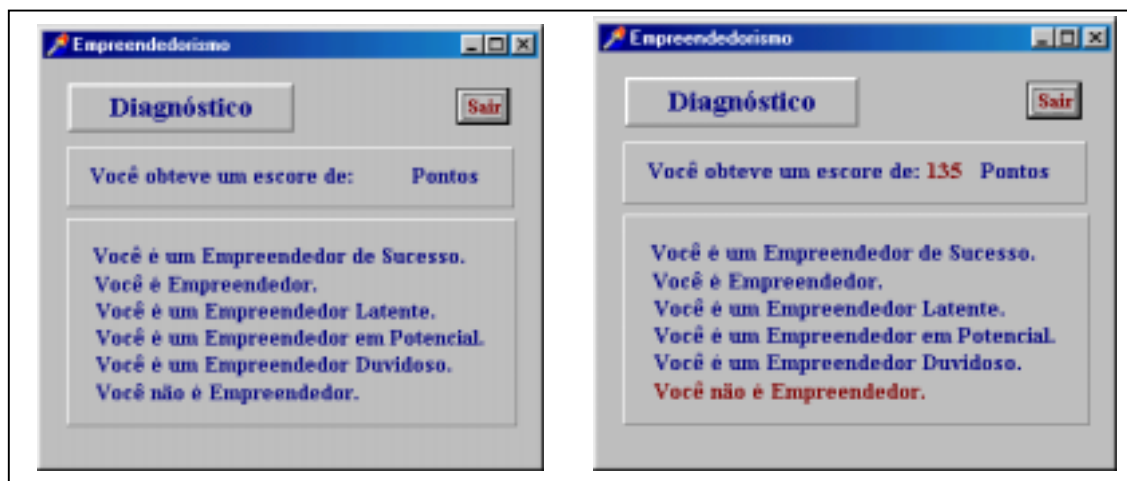 Empreendedorismo
Diagnóstico
Sair
Você obteve um escore de: Pontos
Você é um Empreendedor de Sucesso.
Você é Empreendedor.
Você é um Empreendedor Latente.
Você é um Empreendedor em Potencial.
Você é um Empreendedor Duvidoso.
Você não é Empreendedor.
Empreendedorismo
Diagnóstico
Sair
Você obteve um escore de: 135 Pontos
Você é um Empreendedor de Sucesso.
Você é Empreendedor.
Você é um Empreendedor Latente.
Você é um Empreendedor em Potencial.
Você é um Empreendedor Duvidoso.
Você não é Empreendedor.